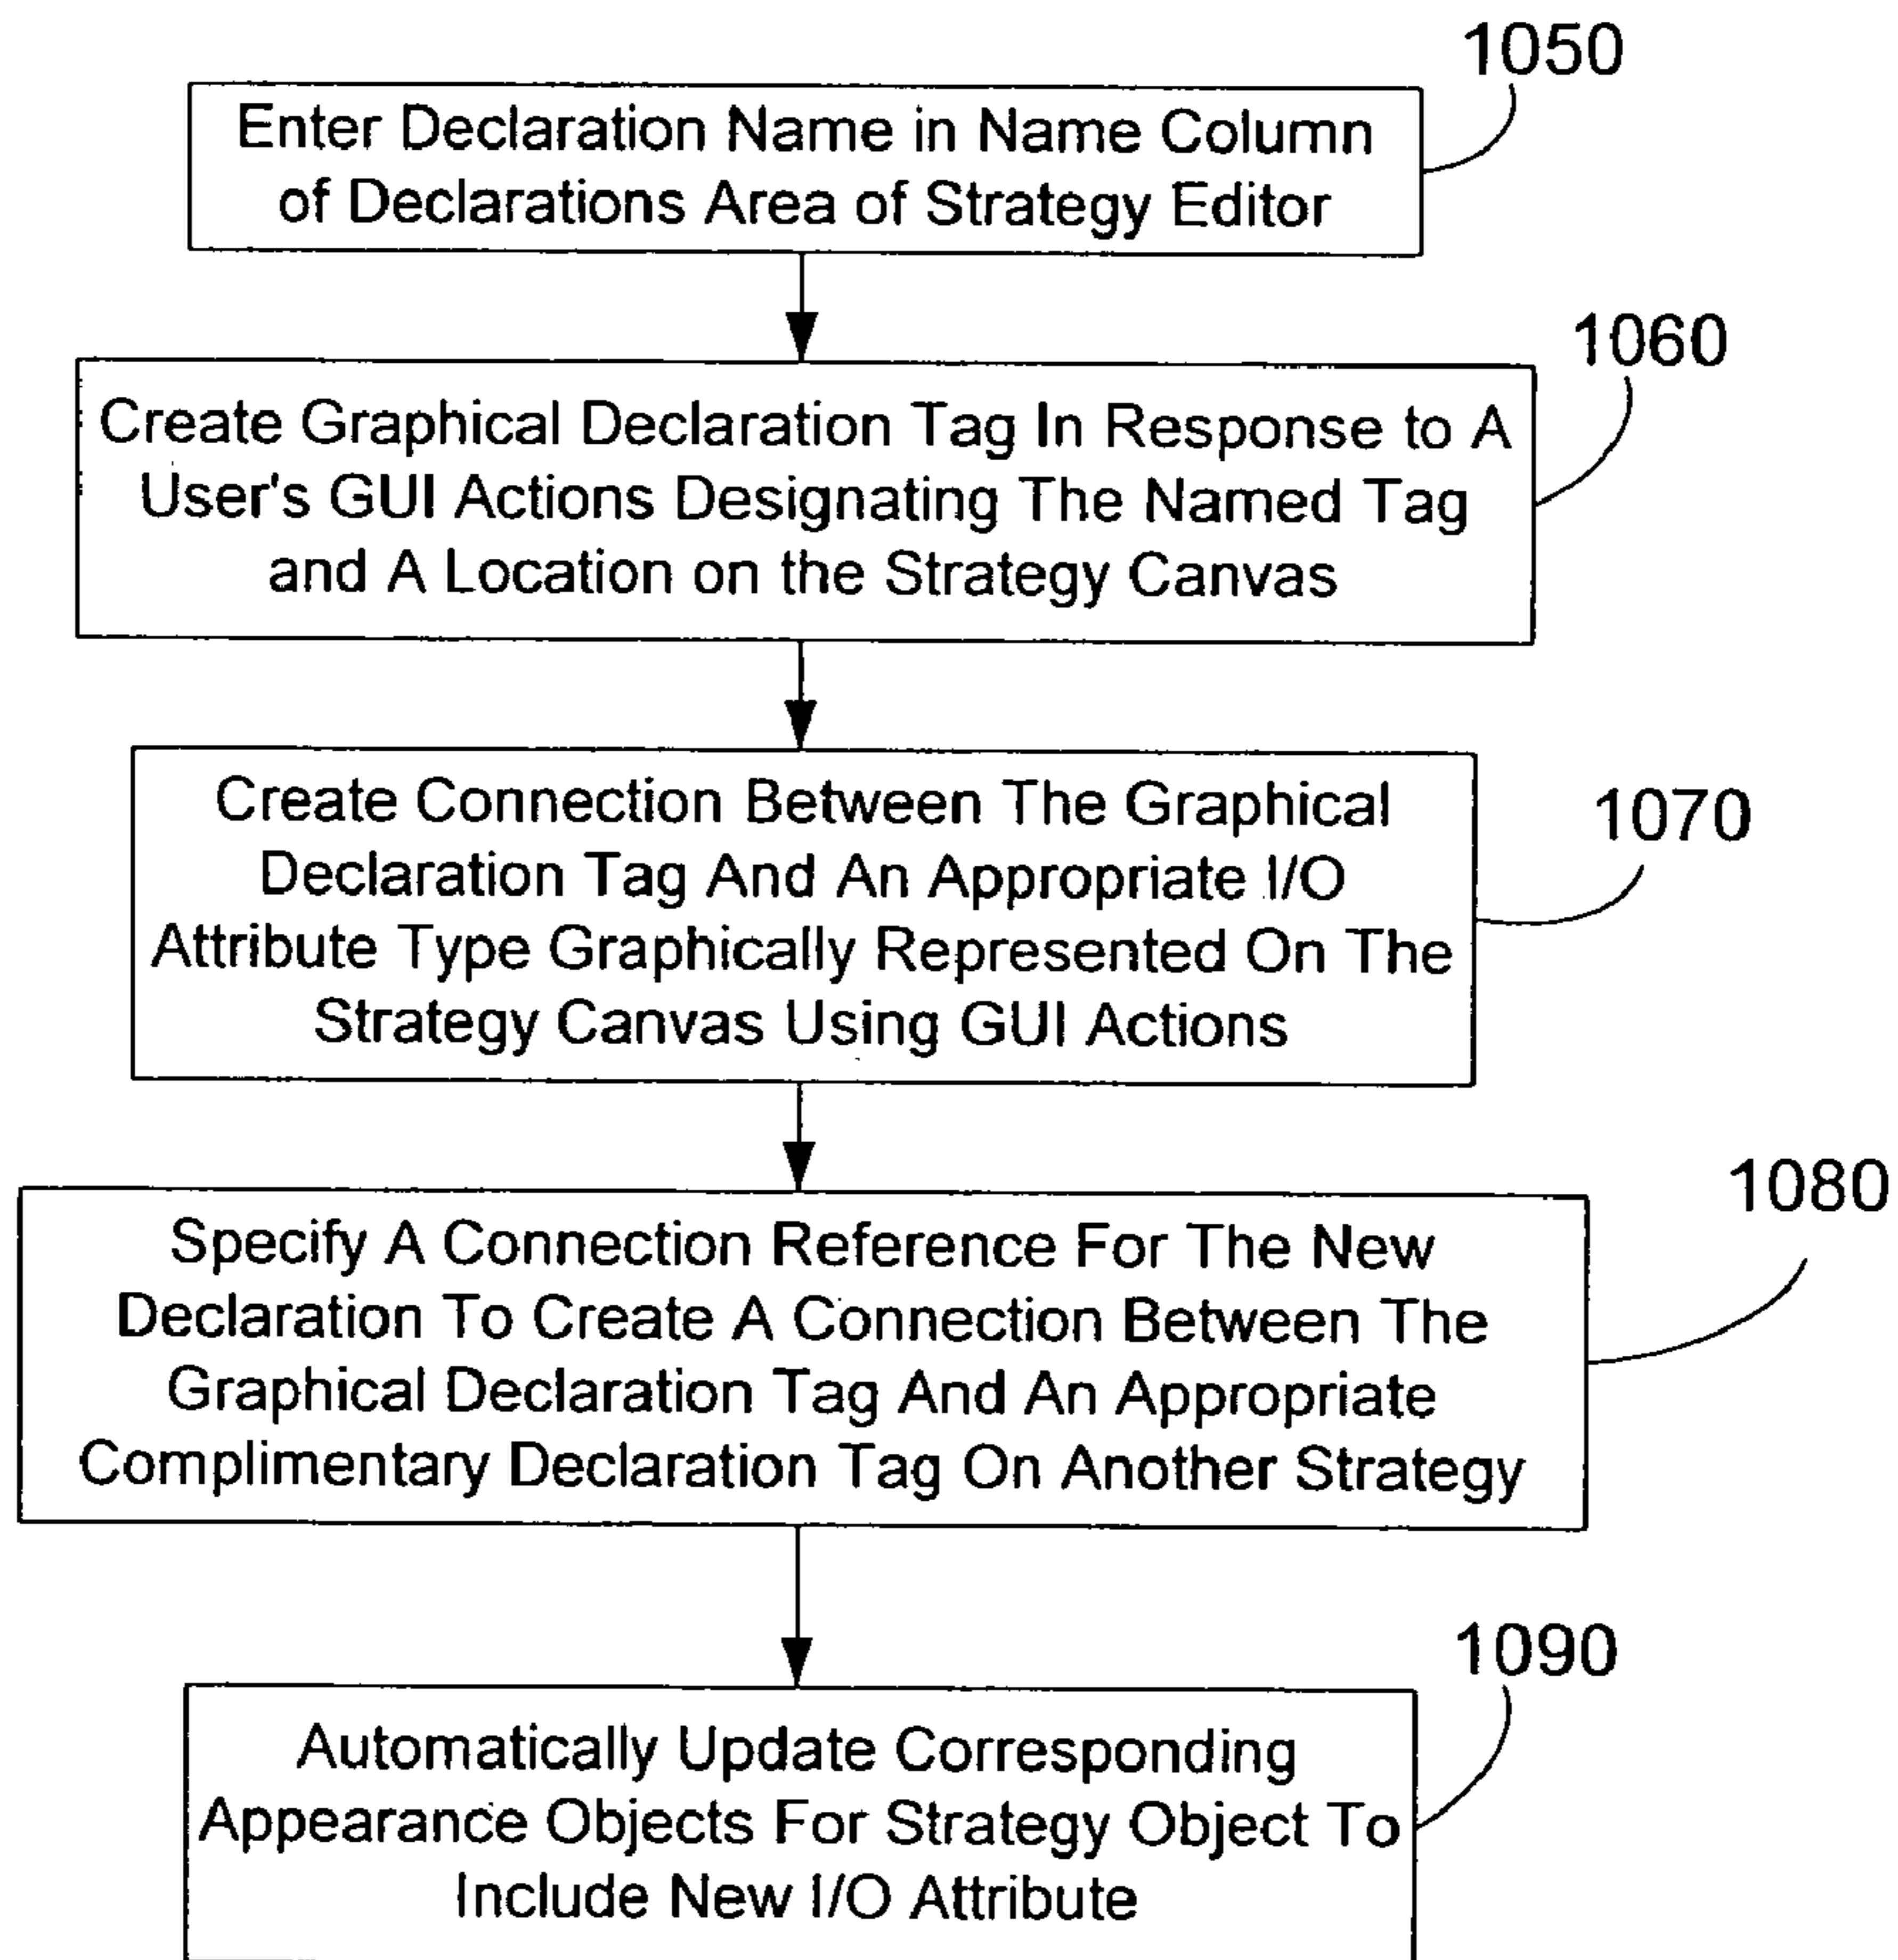 1050
Enter Declaration Name in Name Column
of Declarations Area of Strategy Editor
1060
Create Graphical Declaration Tag In Response to A
User's GUI Actions Designating The Named Tag
and A Location on the Strategy Canvas
1070
Create Connection Between The Graphical
Declaration Tag And An Appropriate I/O
Attribute Type Graphically Represented On The
Strategy Canvas Using GUI Actions
1080
Specify A Connection Reference For The New
Declaration To Create A Connection Between The
Graphical Declaration Tag And An Appropriate
Complimentary Declaration Tag On Another Strategy
1090
Automatically Update Corresponding
Appearance Objects For Strategy Object To
Include New I/O Attribute